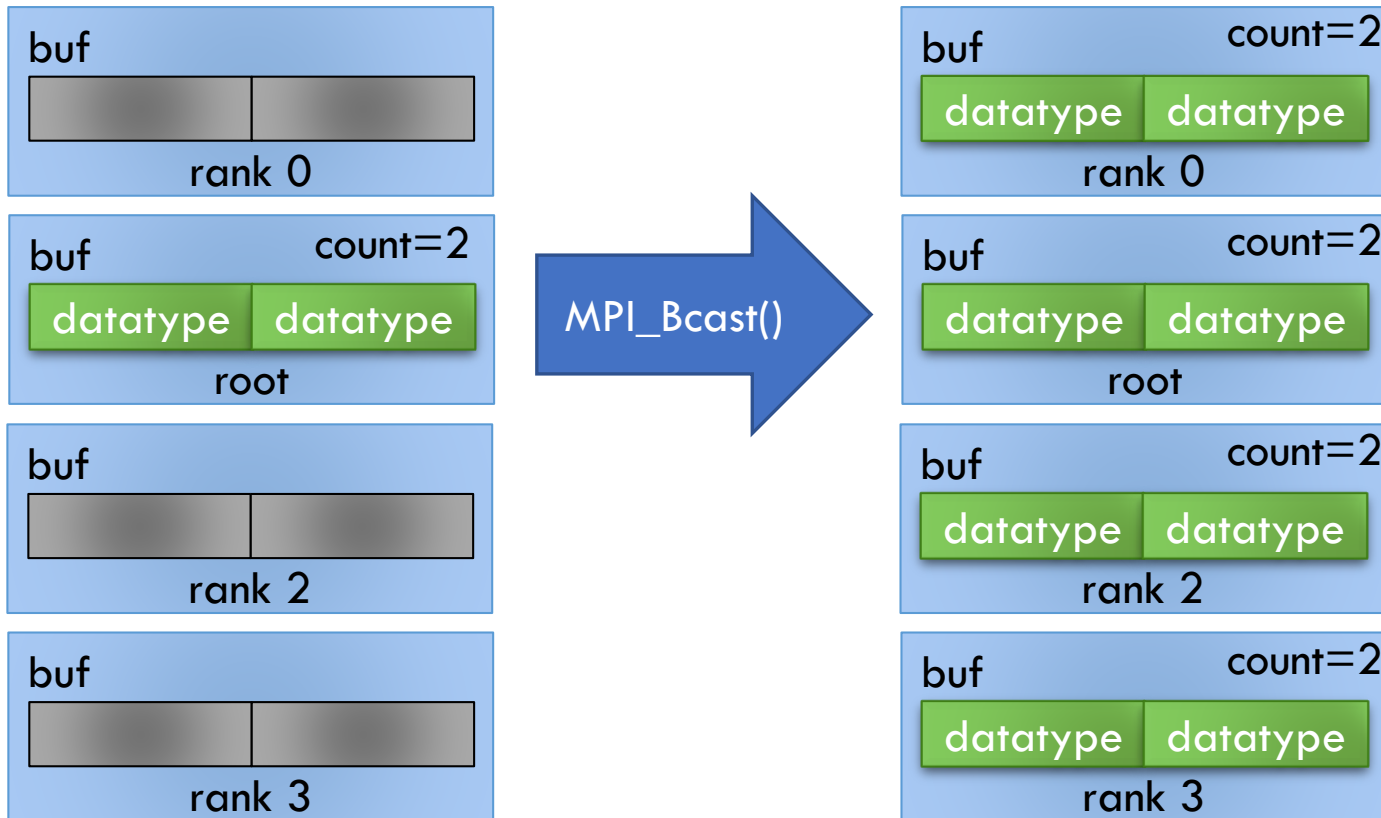 buf
rank 0
buf count=2
datatype datatype
root
buf
rank 2
buf
rank 3
MPI_Bcast()
buf count=2
datatype datatype
rank 0
buf count=2
datatype datatype
root
buf count=2
datatype datatype
rank 2
buf count=2
datatype datatype
rank 3